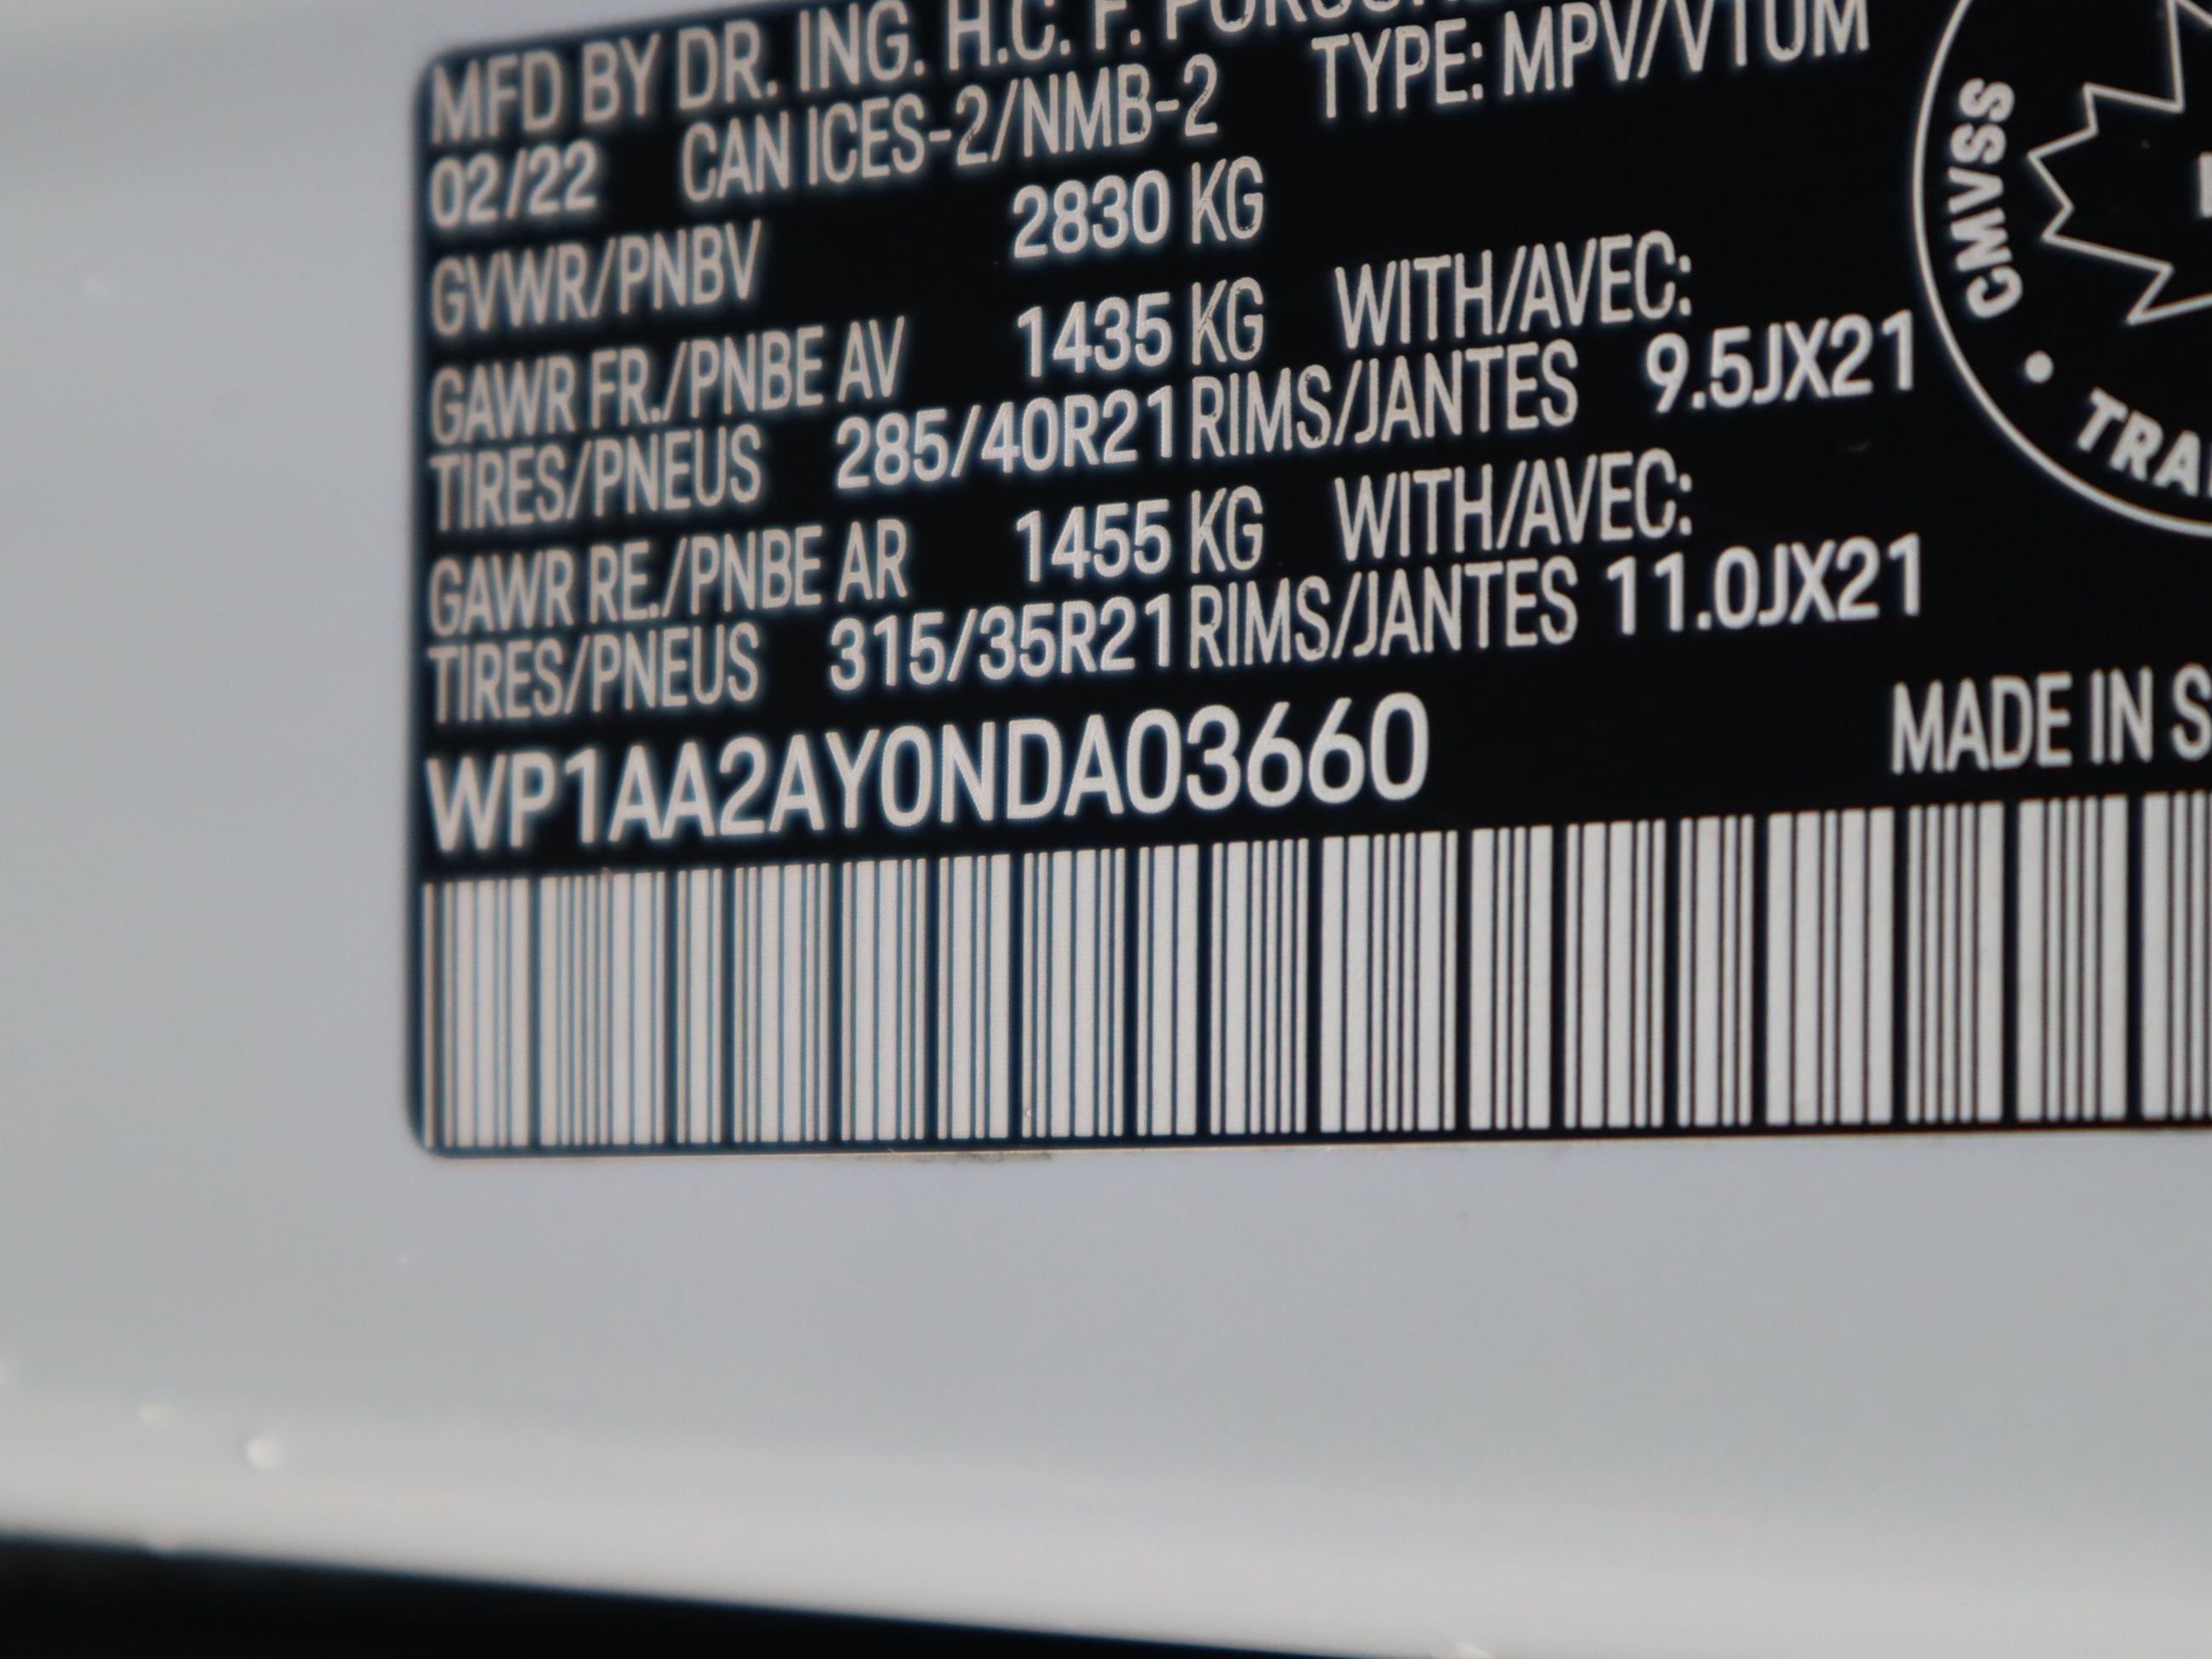 MFD BY DR. ING. H.C. F.
02/22 CAN ICES-2/NMB-2 TYPE: MPV/VTUM
GVWR/PNBV 2830 KG
GAWR FR./PNBE AV 1435 KG WITH/AVEC:
TIRES/PNEUS 285/40R21 RIMS/JANTES 9.5JX21
GAWR RE./PNBE AR 1455 KG WITH/AVEC:
TIRES/PNEUS 315/35R21 RIMS/JANTES 11.0JX21
WP1AA2AY0NDA03660
MADE IN S
CMVSS • TRA